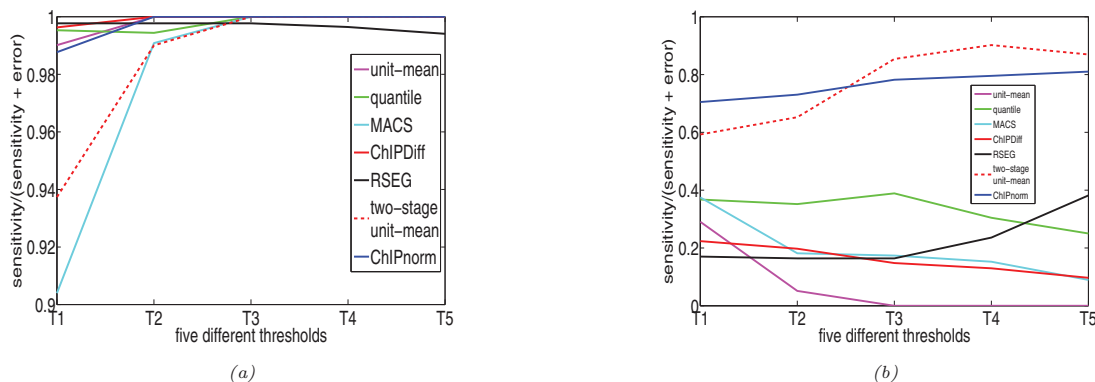 sensitivity/(sensitivity + error)
1
0.98
0.96
0.94
0.92
0.9
T1
T2
T3
T4
T5
five different thresholds
unit-mean
quantile
MACS
ChIPDiff
RSEG
two-stage
unit-mean
ChIPnorm
(a)
sensitivity/(sensitivity + error)
1
0.8
0.6
0.4
0.2
0
T1
T2
T3
T4
T5
five different thresholds
unit-mean
quantile
MACS
ChIPDiff
RSEG
two-stage
unit-mean
ChIPnorm
(b)